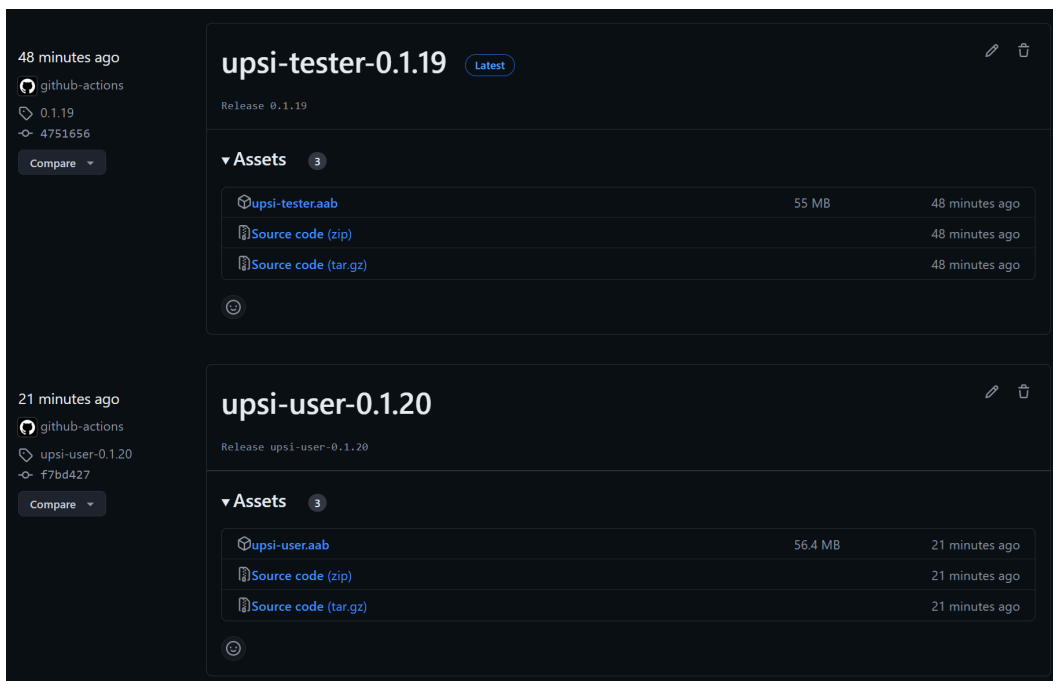 48 minutes ago
github-actions
0.1.19
4751656
Compare
upsi-tester-0.1.19 Latest
Release 0.1.19
Assets 3
upsi-tester.aab 55 MB 48 minutes ago
Source code (zip) 48 minutes ago
Source code (tar.gz) 48 minutes ago
21 minutes ago
github-actions
upsi-user-0.1.20
f7bd427
Compare
upsi-user-0.1.20
Release upsi-user-0.1.20
Assets 3
upsi-user.aab 56.4 MB 21 minutes ago
Source code (zip) 21 minutes ago
Source code (tar.gz) 21 minutes ago